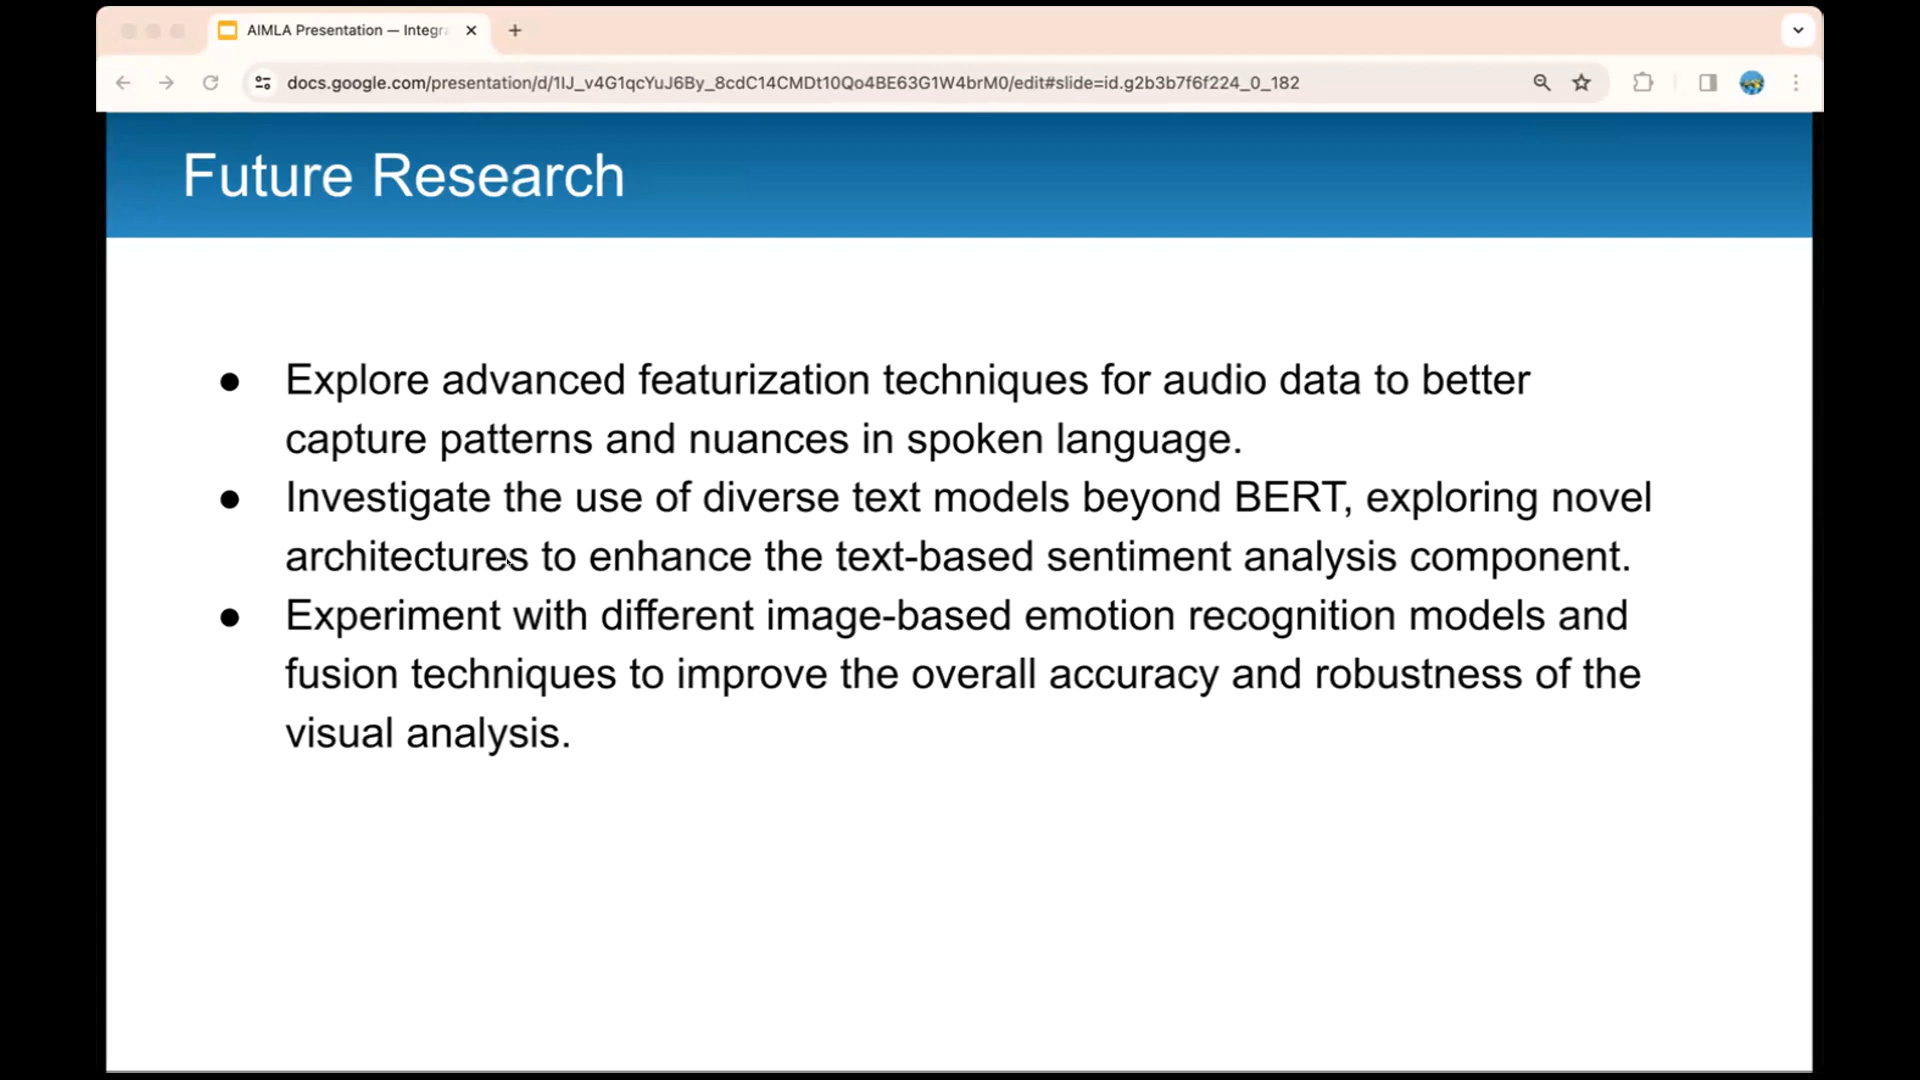 AIMLA Presentation — Integra
docs.google.com/presentation/d/1IJ_v4G1qcYuJ6By_8cdC14CMDt10Qo4BE63G1W4brM0/edit#slide=id.g2b3b7f6f224_0_182
Future Research
● Explore advanced featurization techniques for audio data to better
capture patterns and nuances in spoken language.
● Investigate the use of diverse text models beyond BERT, exploring novel
architectures to enhance the text-based sentiment analysis component.
● Experiment with different image-based emotion recognition models and
fusion techniques to improve the overall accuracy and robustness of the
visual analysis.